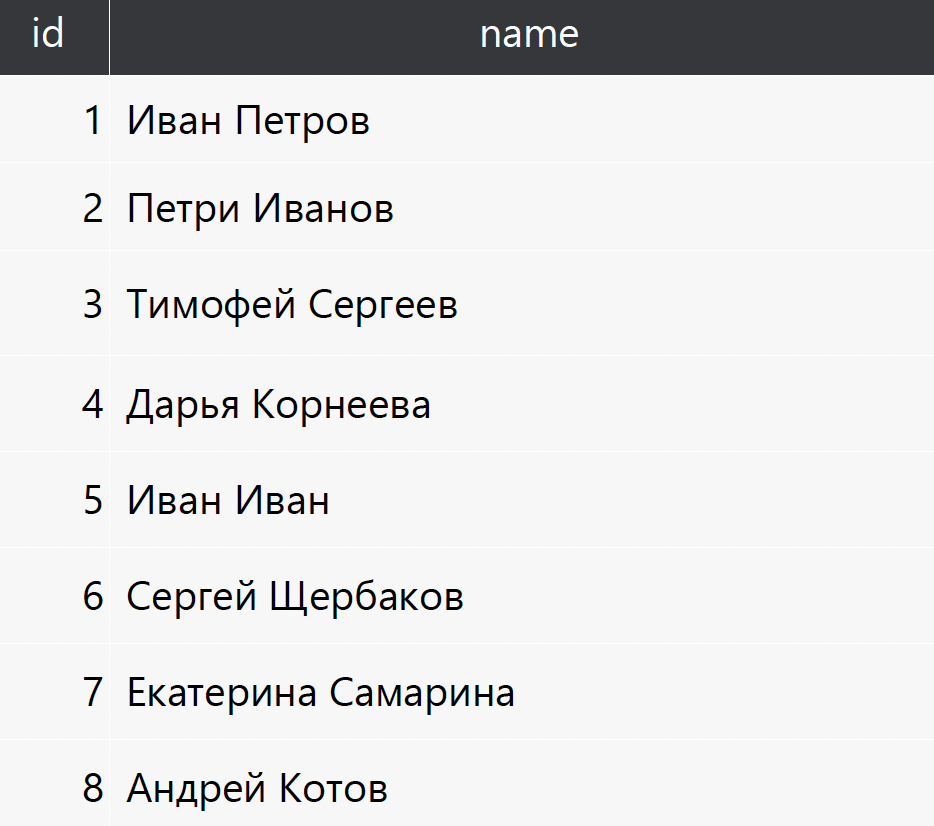 id name
1 Иван Петров
2 Петри Иванов
3 Тимофей Сергеев
4 Дарья Корнеева
5 Иван Иван
6 Сергей Щербаков
7 Екатерина Самарина
8 Андрей Котов